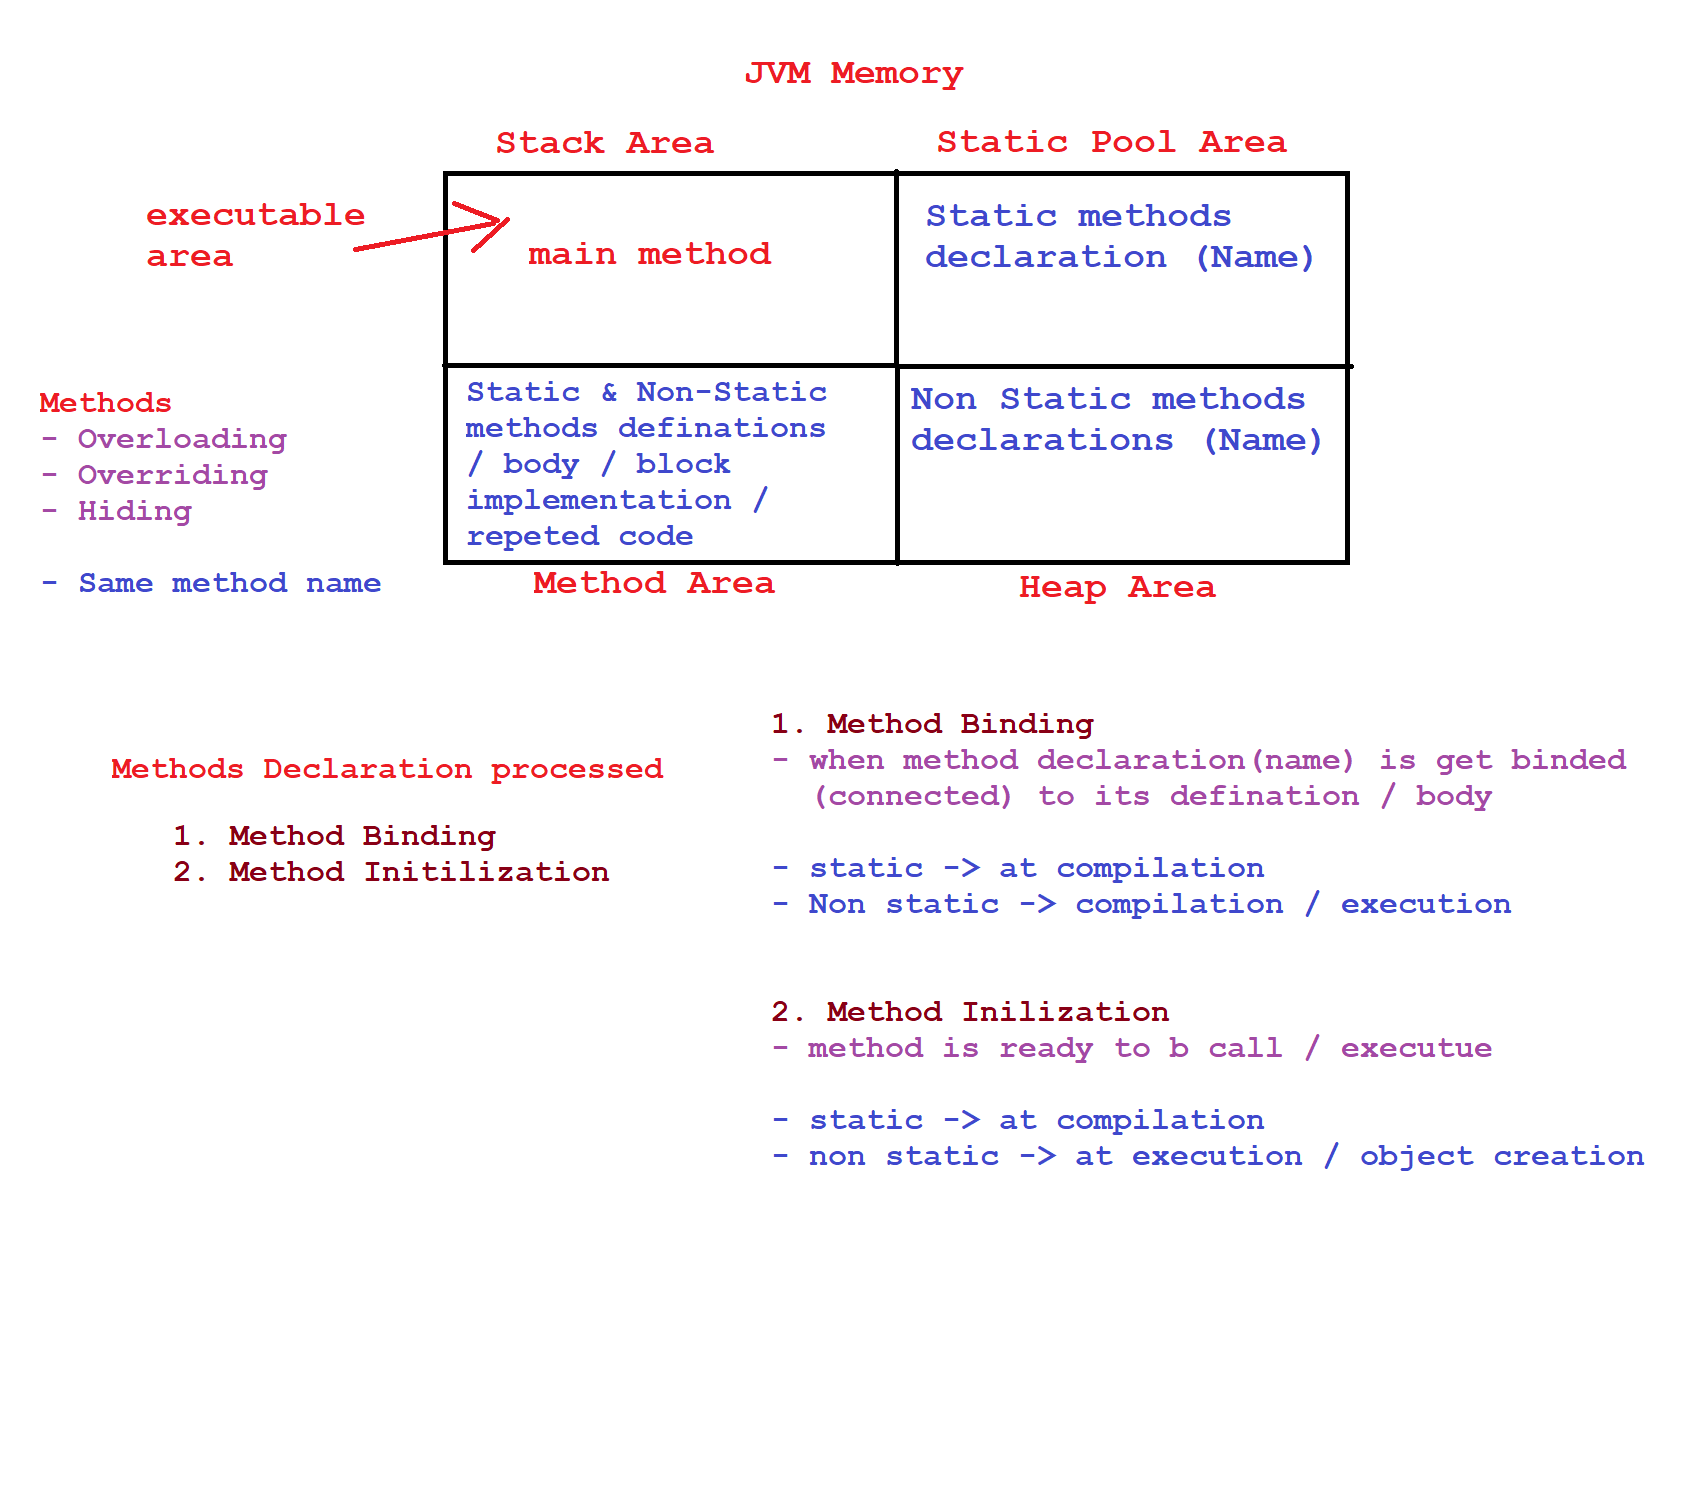 JVM Memory
Stack Area
Static Pool Area
executable
area
main method
Static methods
declaration (Name)
Methods
- Overloading
- Overriding
- Hiding
- Same method name
Static & Non-Static
methods definations
/ body / block
implementation /
repeted code
Non Static methods
declarations (Name)
Method Area
Heap Area
Methods Declaration processed
1. Method Binding
2. Method Initilization
1. Method Binding
- when method declaration(name) is get binded
(connected) to its defination / body
- static -> at compilation
- Non static -> compilation / execution
2. Method Inilization
- method is ready to b call / executue
- static -> at compilation
- non static -> at execution / object creation